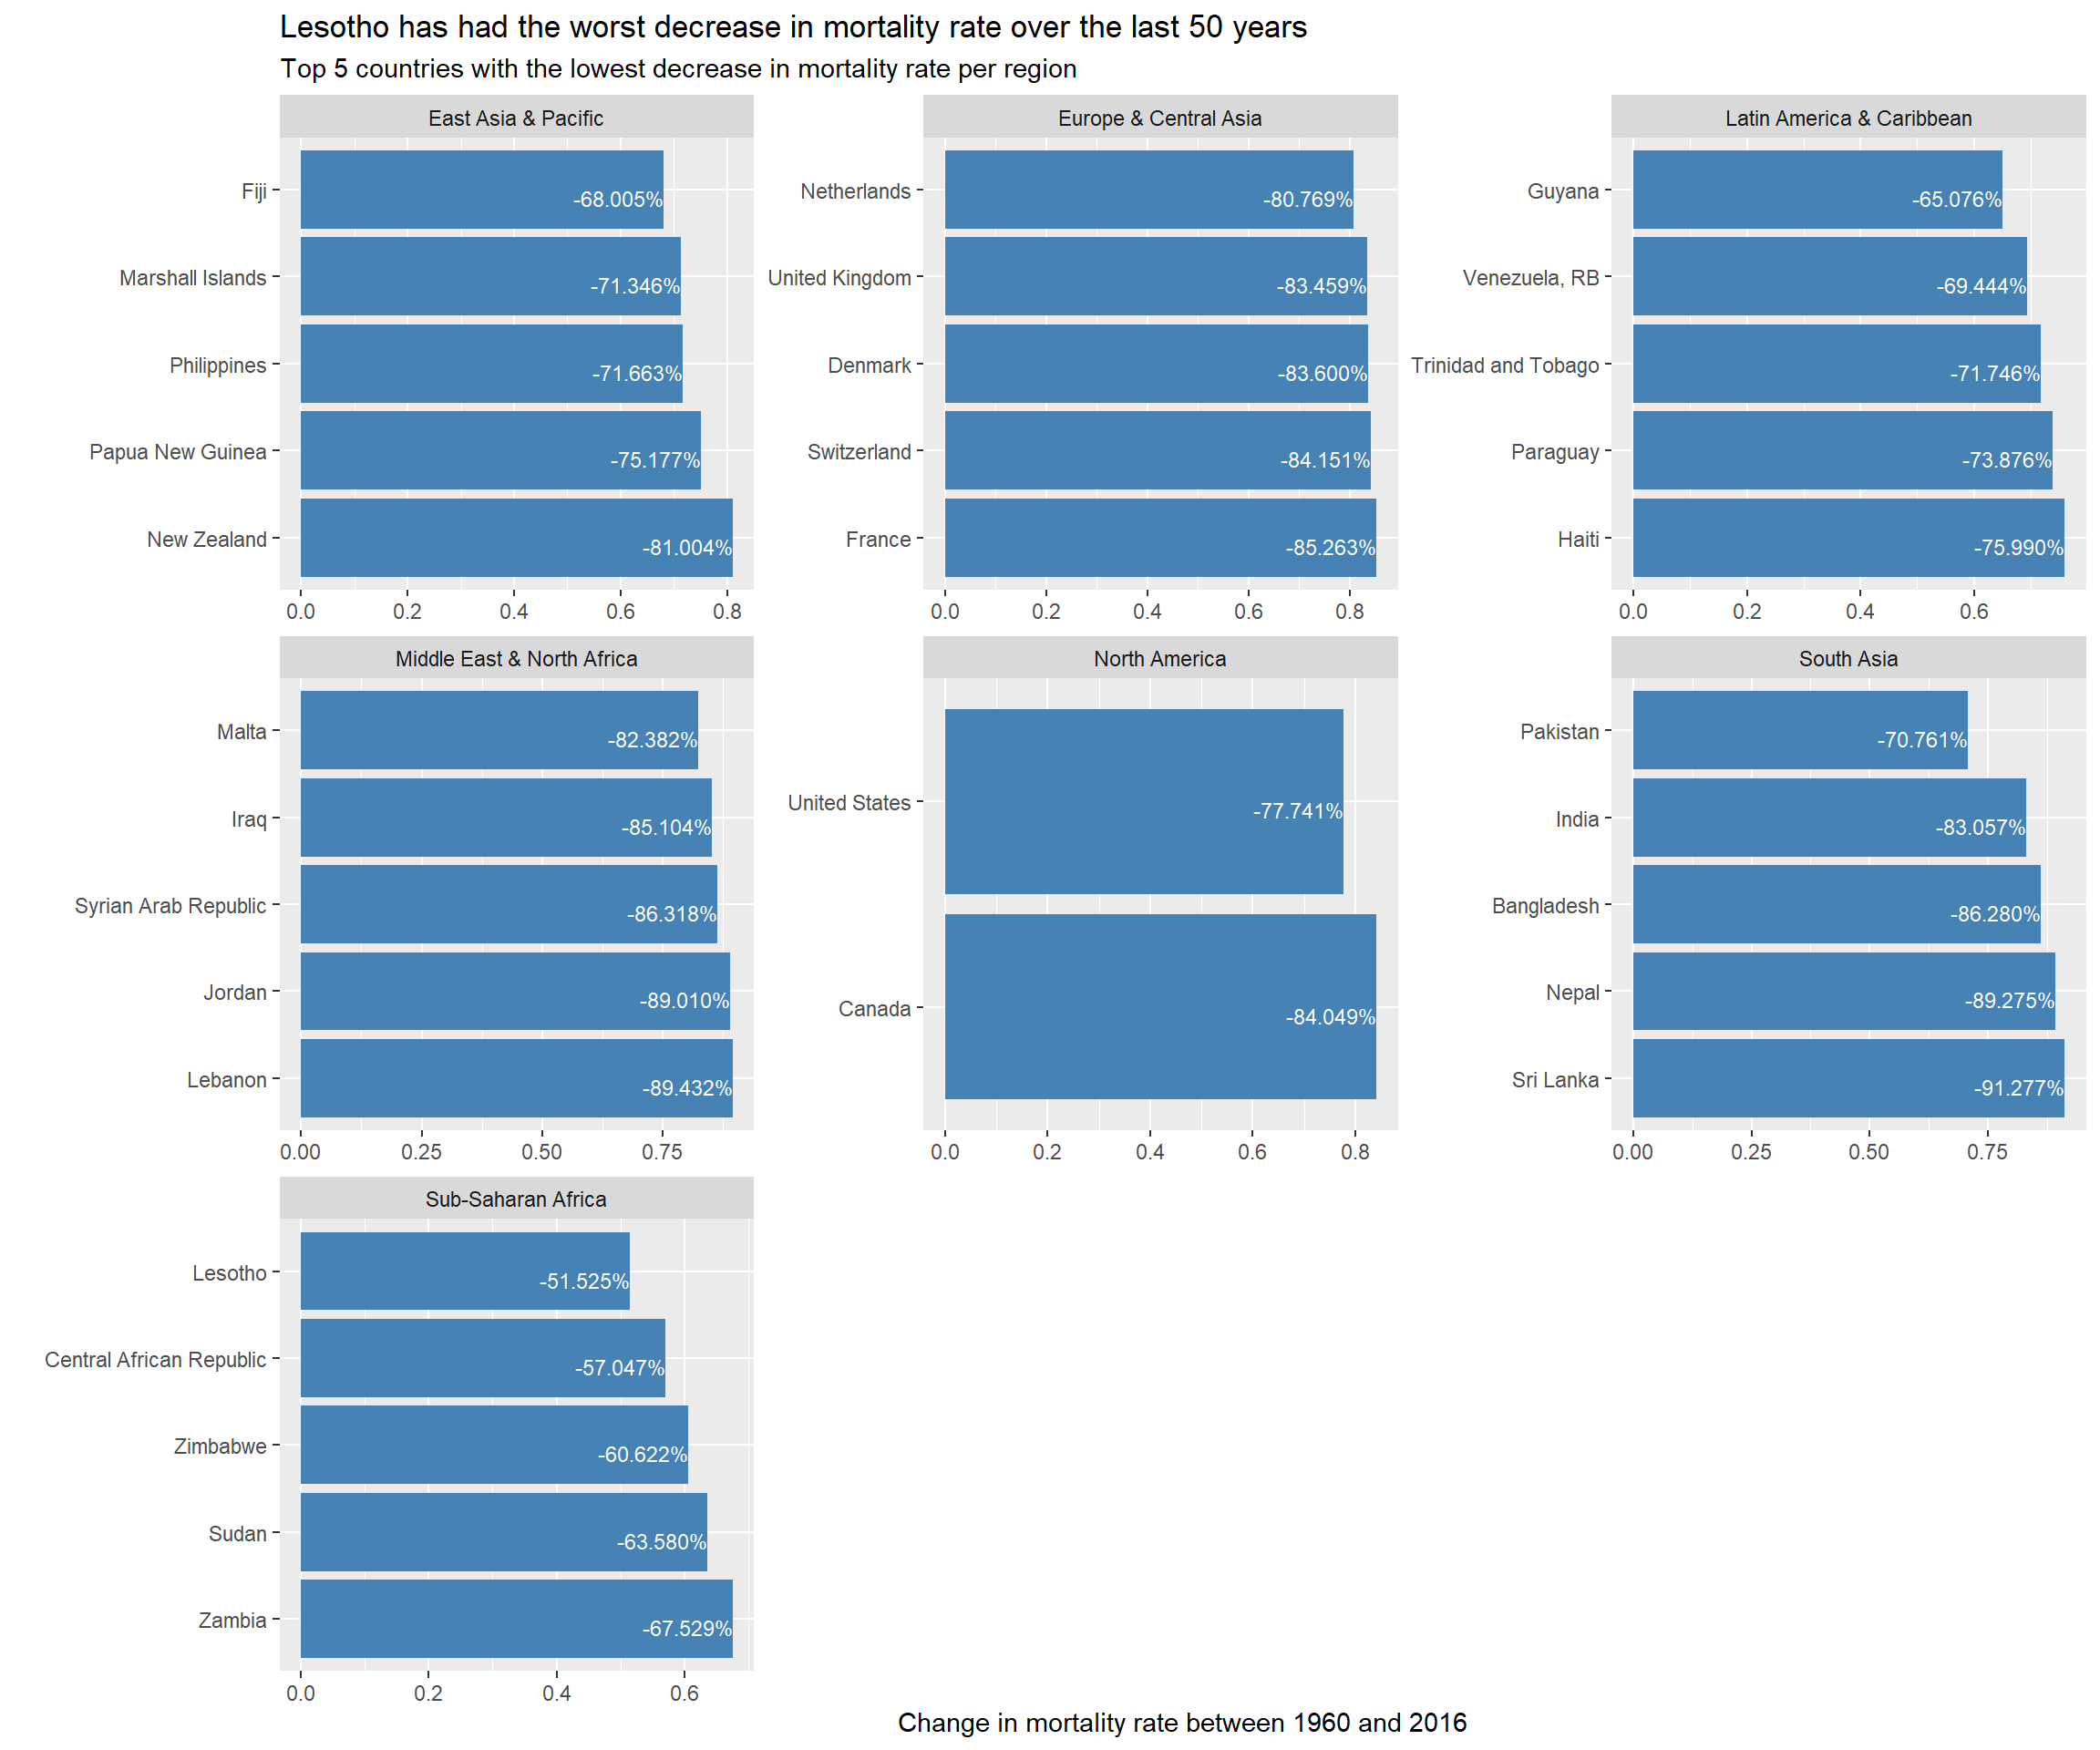 Lesotho has had the worst decrease in mortality rate over the last 50 years
Top 5 countries with the lowest decrease in mortality rate per region
East Asia & Pacific
Fiji
-68.005%
Marshall Islands
-71.346%
Philippines
-71.663%
Papua New Guinea
-75.177%
New Zealand
-81.004%
0.0 0.2 0.4 0.6 0.8
Europe & Central Asia
Netherlands
-80.769%
United Kingdom
-83.459%
Denmark
-83.600%
Switzerland
-84.151%
France
-85.263%
0.0 0.2 0.4 0.6 0.8
Latin America & Caribbean
Guyana
-65.076%
Venezuela, RB
-69.444%
Trinidad and Tobago
-71.746%
Paraguay
-73.876%
Haiti
-75.990%
0.0 0.2 0.4 0.6
Middle East & North Africa
Malta
-82.382%
Iraq
-85.104%
Syrian Arab Republic
-86.318%
Jordan
-89.010%
Lebanon
-89.432%
0.00 0.25 0.50 0.75
North America
United States
-77.741%
Canada
-84.049%
0.0 0.2 0.4 0.6 0.8
South Asia
Pakistan
-70.761%
India
-83.057%
Bangladesh
-86.280%
Nepal
-89.275%
Sri Lanka
-91.277%
0.00 0.25 0.50 0.75
Sub-Saharan Africa
Lesotho
-51.525%
Central African Republic
-57.047%
Zimbabwe
-60.622%
Sudan
-63.580%
Zambia
-67.529%
0.0 0.2 0.4 0.6
Change in mortality rate between 1960 and 2016